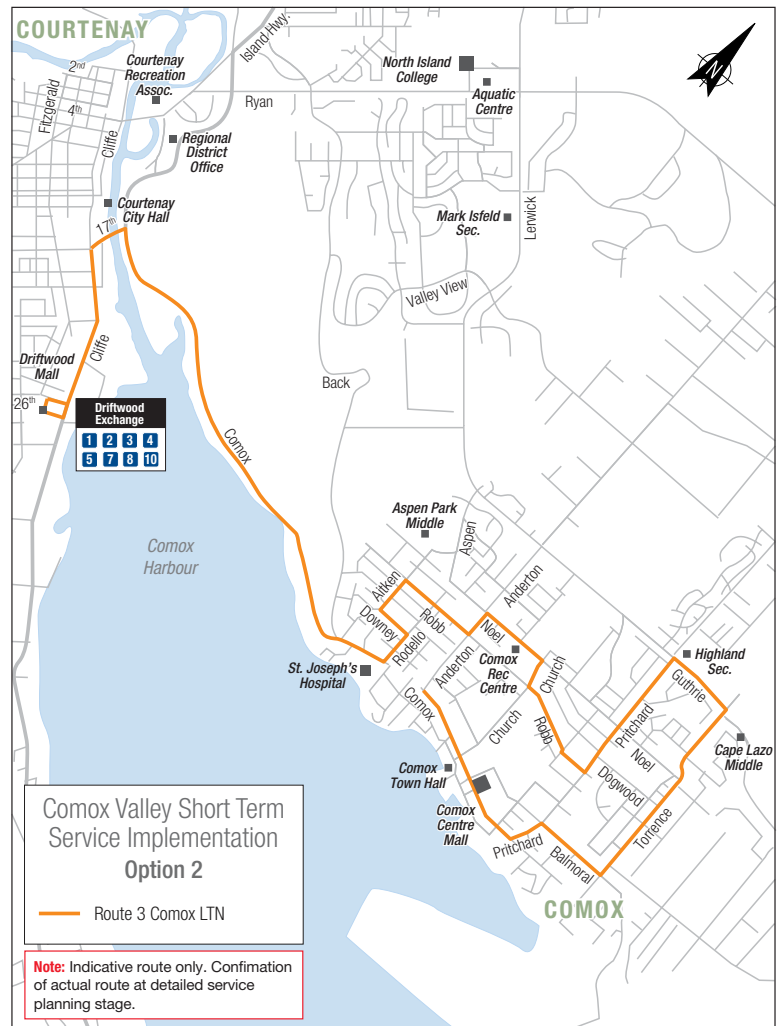 COURTENAY
Island Hwy.
2nd
Courtenay
Recreation
Assoc.
North Island
College
N
Fitzgerald
4th
Cliffe
Ryan
Aquatic
Centre
Regional
District
Office
Courtenay
City Hall
17th
Mark Isfeld
Sec.
Lerwick
Valley View
Cliffe
Driftwood
Mall
26th
Back
Driftwood
Exchange
1 2 3 4
5 7 8 10
Comox
Aspen Park
Middle
Aspen
Comox
Harbour
Aitken
Anderton
Downey
Robb
Noel
Rodello
Anderton
Comox
Rec
Centre
Church
Highland
Sec.
St. Joseph's
Hospital
Guthrie
Comox
Church
Robb
Pritchard
Noel
Cape Lazo
Middle
Comox
Town Hall
Dogwood
Comox
Centre
Mall
Torrence
Pritchard
Balmoral
COMOX
Comox Valley Short Term
Service Implementation
Option 2
Route 3 Comox LTN
Note: Indicative route only. Confimation
of actual route at detailed service
planning stage.